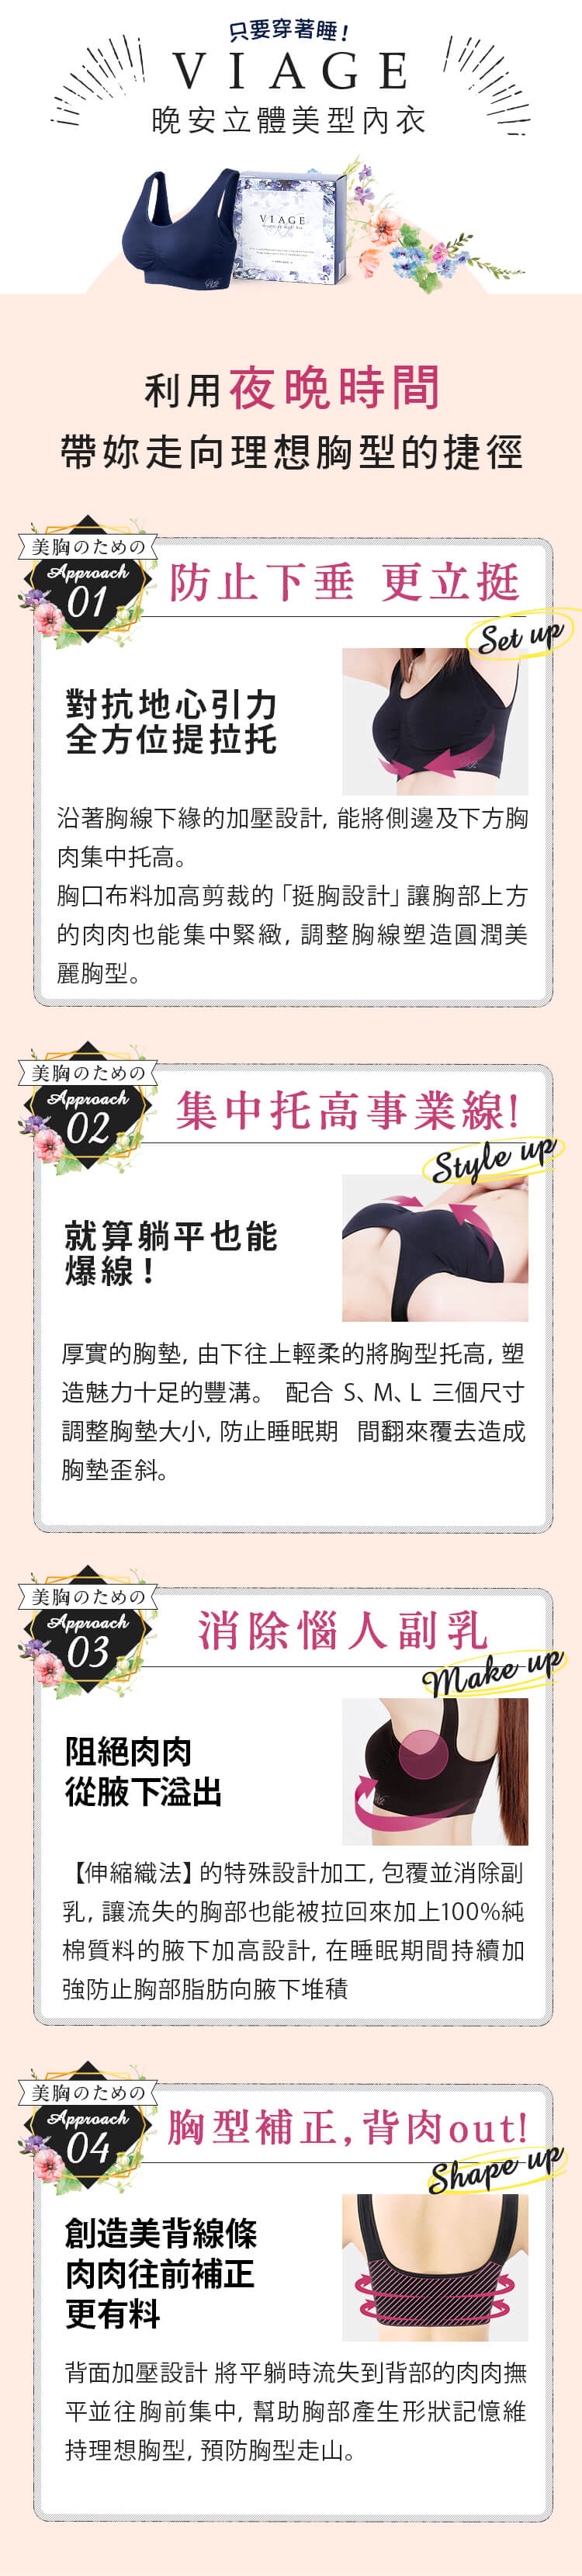 只要穿著睡!
VIAGE
晚安立體美型內衣
VIAGE
利用夜晚時間
帶妳走向理想胸型的捷徑
美胸のための
Approach
01
防止下垂 更立挺
Set up
對抗地心引力
全方位提拉托
沿著胸線下緣的加壓設計, 能將側邊及下方胸
肉集中托高。
胸口布料加高剪裁的「挺胸設計」讓胸部上方
的肉肉也能集中緊緻, 調整胸線塑造圓潤美
麗胸型。
美胸のための
Approach
02
集中托高事業線!
Style up
就算躺平也能
爆線!
厚實的胸墊, 由下往上輕柔的將胸型托高, 塑
造魅力十足的豐溝。 配合 S、M、L 三個尺寸
調整胸墊大小, 防止睡眠期 間翻來覆去造成
胸墊歪斜。
美胸のための
Approach
03
消除惱人副乳
Make up
阻絕肉肉
從腋下溢出
【伸縮織法】的特殊設計加工, 包覆並消除副
乳, 讓流失的胸部也能被拉回來加上100%純
棉質料的腋下加高設計, 在睡眠期間持續加
強防止胸部脂肪向腋下堆積
美胸のための
Approach
04
胸型補正, 背肉out!
Shape up
創造美背線條
肉肉往前補正
更有料
背面加壓設計 將平躺時流失到背部的肉肉撫
平並往胸前集中, 幫助胸部產生形狀記憶維
持理想胸型, 預防胸型走山。